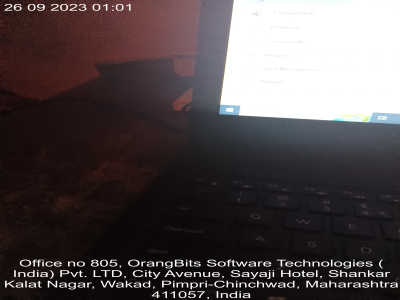 26 09 2023 01:01
Office no 805, OrangBits Software Technologies (
India) Pvt. LTD, City Avenue, Sayaji Hotel, Shankar
Kalat Nagar, Wakad, Pimpri-Chinchwad, Maharashtra
411057, India